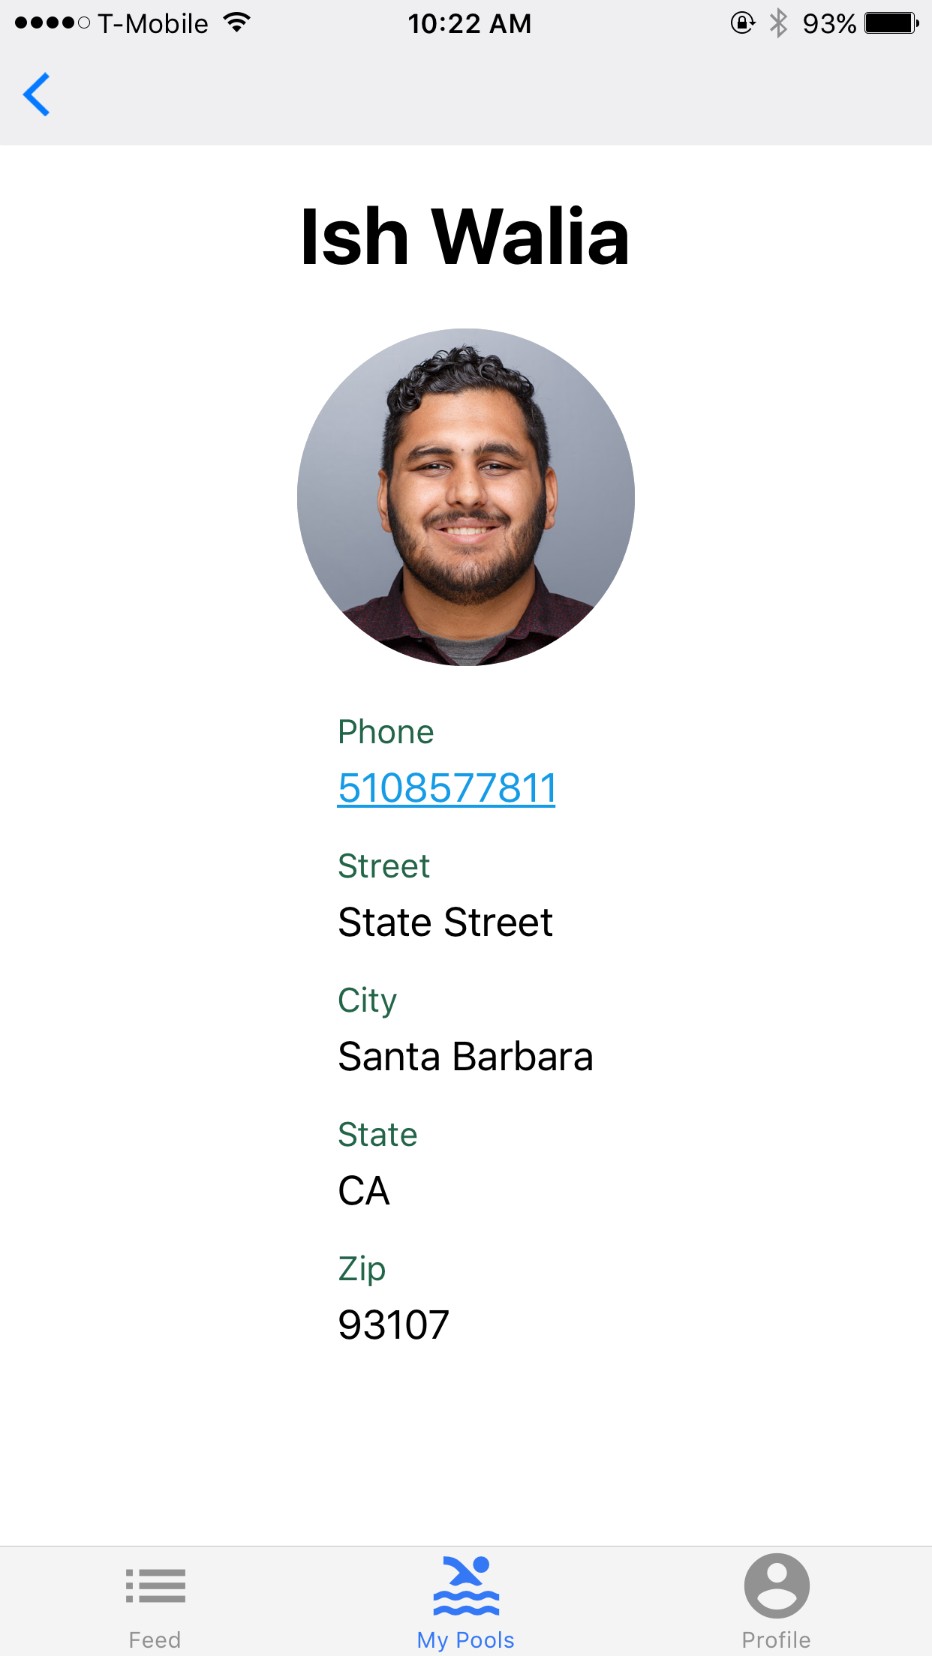 T-Mobile 10:22 AM 93%
Ish Walia
Phone
5108577811
Street
State Street
City
Santa Barbara
State
CA
Zip
93107
Feed My Pools Profile